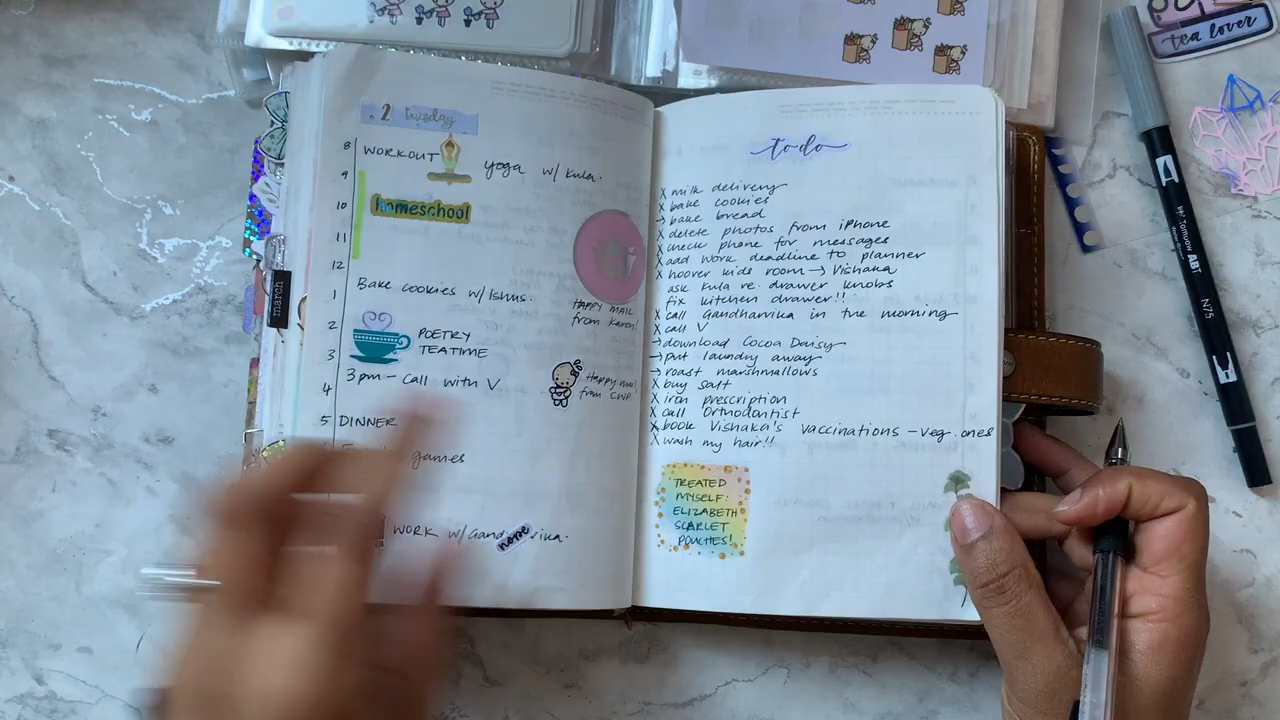 tea lover
2 Tuesday
8 WORKOUT yoga w/ Kula.
9
10 homeschool
11
12
1 Bake cookies w/Ishus.
HAPPY MAIL
from Karen!
2 POETRY
TEATIME
3
3pm - call with V
4
Happy mail
from CWP!
5 DINNER
games
WORK w/Gand
home
rika.
march
to do
X milk delivery
X bake cookies
→ bake bread
X delete photos from iPhone
X check phone for messages
X add work deadline to planner
X hoover kids room → Vishaka
ask Kula re. drawer knobs
fix kitchen drawer!!
X call Gandharvika in the morning
X call V
→ download Cocoa Daisy
→ put laundry away
→ roast marshmallows
X buy salt
X iron prescription
X call Orthodontist
X book Vishaka's vaccinations - veg. ones
X wash my hair!!
TREATED
MYSELF:
ELIZABETH
SCARLET
POUCHES!
Tombow ABT
N75